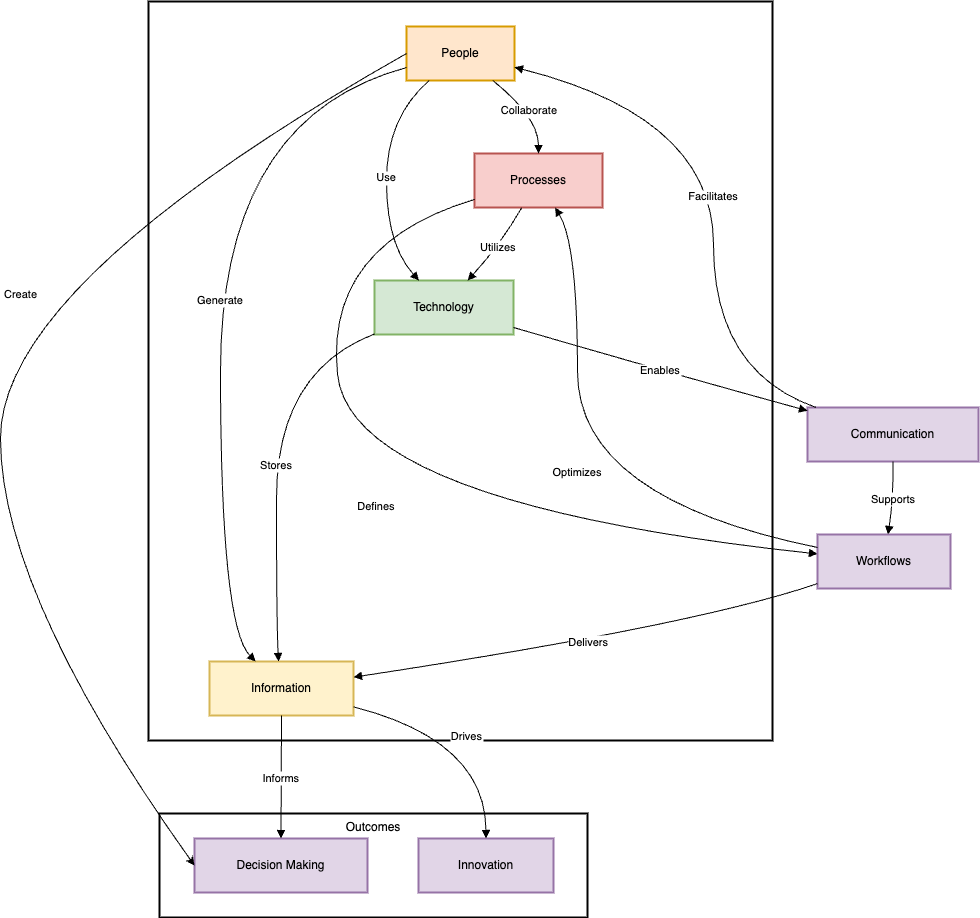 People
Collaborate
Use
Processes
Facilitates
Utilizes
Create
Generate
Technology
Enables
Communication
Stores
Optimizes
Supports
Defines
Workflows
Delivers
Information
Drives
Informs
Outcomes
Decision Making
Innovation